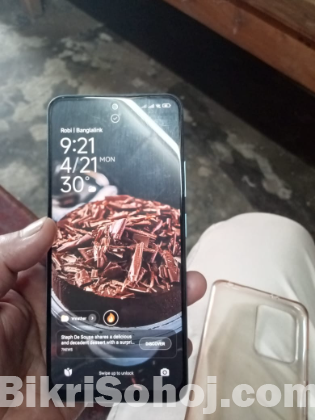 Robi | Banglalink
9:21
4/21 MON
30°
Steph De Souza shares a delicious
and decadent dessert with a surpri...
DISCOVER
Swipe up to unlock
BikriSohoj.com